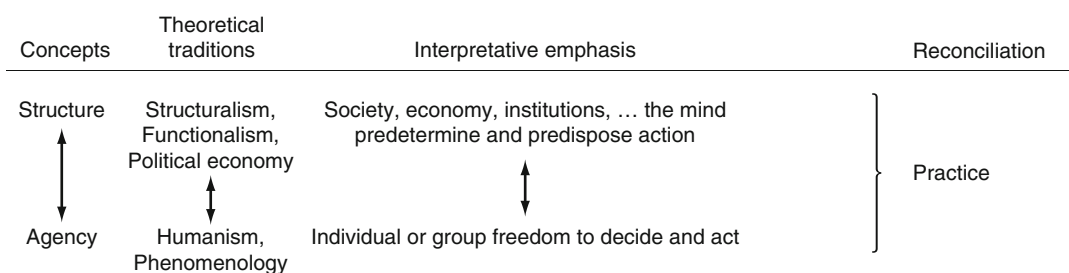 Concepts
Theoretical
traditions
Interpretative emphasis
Reconciliation
Structure
Structuralism,
Functionalism,
Political economy
Society, economy, institutions, … the mind
predetermine and predispose action
Practice
Agency
Humanism,
Phenomenology
Individual or group freedom to decide and act